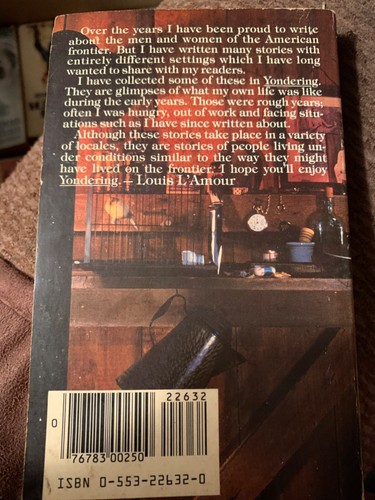 Over the years I have been proud to write
about the men and women of the American
frontier. But I have written many stories with
entirely different settings which I have long
wanted to share with my readers.
I have collected some of these in Yondering.
They are glimpses of what my own life was like
during the early years. Those were rough years;
often I was hungry, out of work and facing situ-
ations such as I have since written about.
Although these stories take place in a variety
of locales, they are stories of people living un-
der conditions similar to the way they might
have lived on the frontier. I hope you'll enjoy
Yondering.—Louis L'Amour
22632
0
76783 00250
ISBN 0-553-22632-0